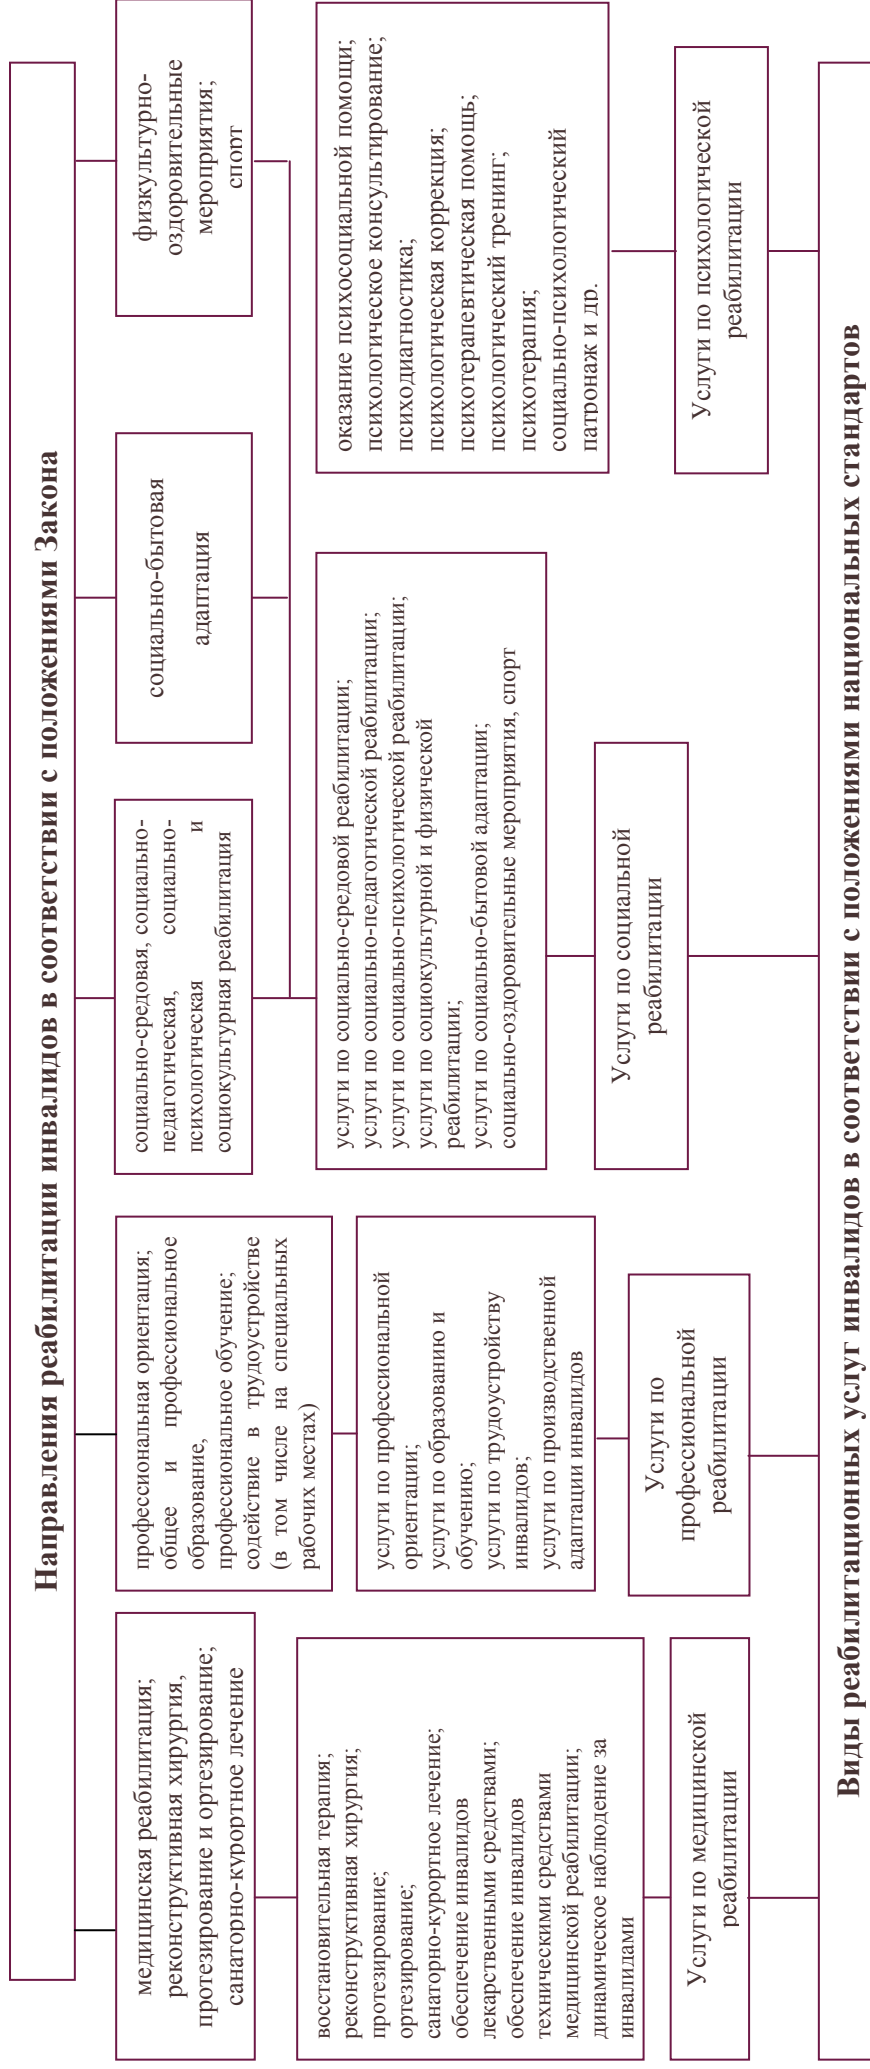 Направления реабилитации инвалидов в соответствии с положениями Закона
медицинская реабилитация;
реконструктивная хирургия,
протезирование и ортезирование;
санаторно-курортное лечение
профессиональная ориентация;
общее и профессиональное
образование,
профессиональное обучение;
содействие в трудоустройстве
(в том числе на специальных
рабочих местах)
социально-средовая, социально-
педагогическая, социально-
психологическая и
социокультурная реабилитация
социально-бытовая
адаптация
физкультурно-
оздоровительные
мероприятия;
спорт
восстановительная терапия;
реконструктивная хирургия;
протезирование;
ортезирование;
санаторно-курортное лечение;
обеспечение инвалидов
лекарственными средствами;
обеспечение инвалидов
техническими средствами
медицинской реабилитации;
динамическое наблюдение за
инвалидами
услуги по профессиональной
ориентации;
услуги по образованию и
обучению;
услуги по трудоустройству
инвалидов;
услуги по производственной
адаптации инвалидов
услуги по социально-средовой реабилитации;
услуги по социально-педагогической реабилитации;
услуги по социально-психологической реабилитации;
услуги по социокультурной и физической
реабилитации;
услуги по социально-бытовой адаптации;
социально-оздоровительные мероприятия, спорт
оказание психосоциальной помощи;
психологическое консультирование;
психодиагностика;
психологическая коррекция;
психотерапевтическая помощь;
психологический тренинг;
психотерапия;
социально-психологический
патронаж и др.
Услуги по медицинской
реабилитации
Услуги по
профессиональной
реабилитации
Услуги по социальной
реабилитации
Услуги по психологической
реабилитации
Виды реабилитационных услуг инвалидов в соответствии с положениями национальных стандартов